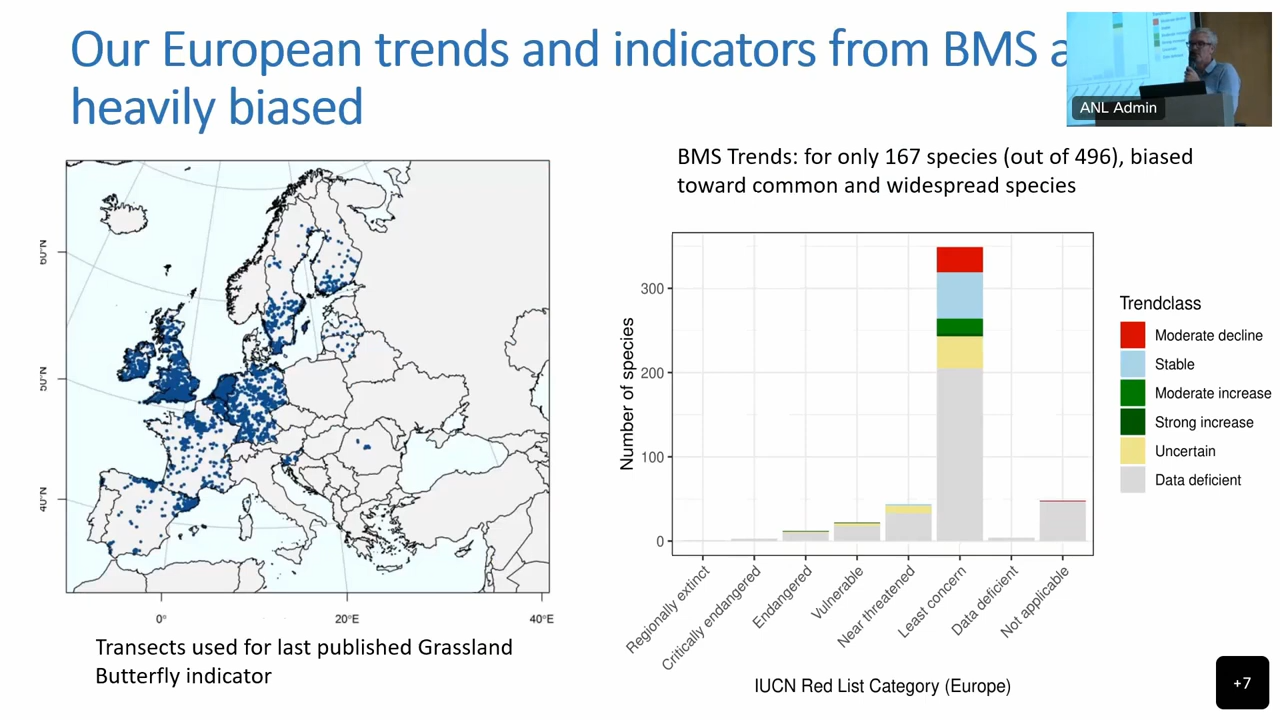 Our European trends and indicators from BMS a
heavily biased
ANL Admin
BMS Trends: for only 167 species (out of 496), biased
toward common and widespread species
60°N
50°N
40°N
0°
20°E
40°E
Transects used for last published Grassland
Butterfly indicator
Number of species
300
200
100
0
Regionally extinct
Critically endangered
Endangered
Vulnerable
Near threatened
Least concern
Data deficient
Not applicable
IUCN Red List Category (Europe)
Trendclass
Moderate decline
Stable
Moderate increase
Strong increase
Uncertain
Data deficient
+7